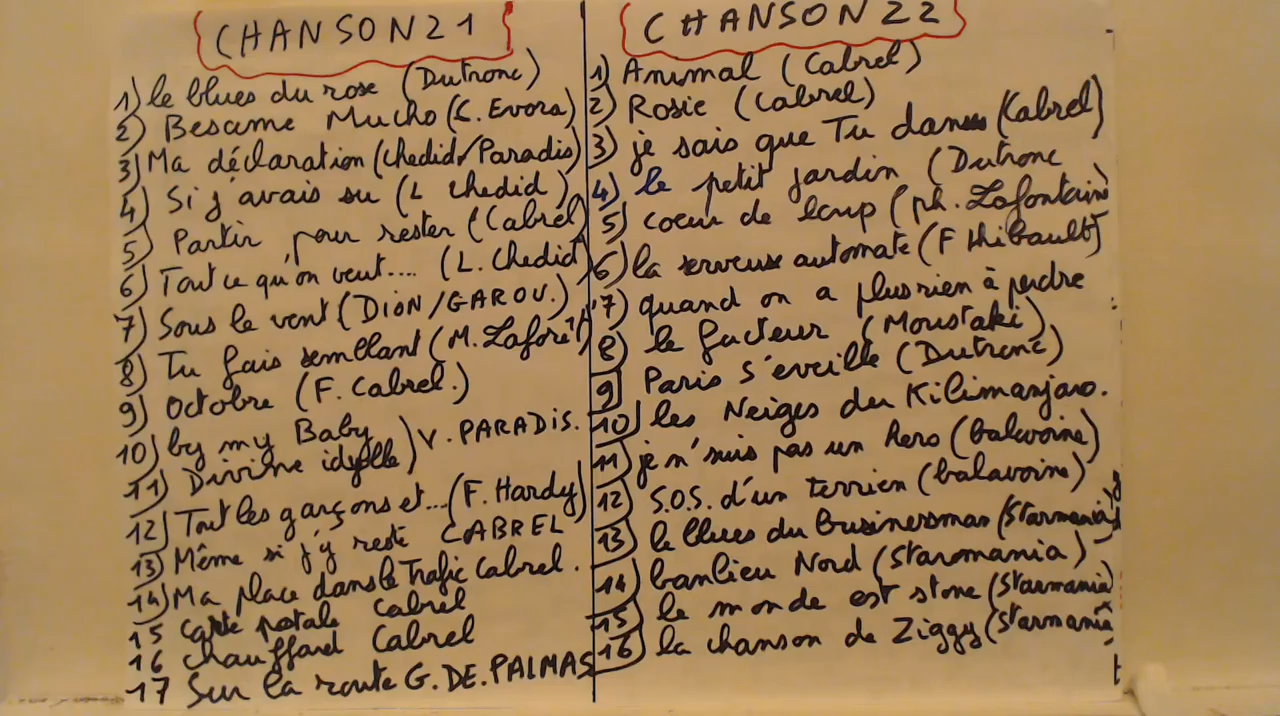 CHANSON 21
1) le blues du rose (Dutronc)
2) Besame Mucho (C. Evora)
3) Ma déclaration (chedid/Paradis)
4) Si j'avais su (L chedid)
5) Partir pour rester (Cabrel)
6) Tout ce qu'on veut.... (L. Chedid)
7) Sous le vent (DION/GAROU.)
8) Tu fais semblant (M. Laforêt)
9) Octobre (F. Cabrel.)
10) by my Baby
11) Divine idylle) V. PARADIS.
12) Tout les garçons et...(F. Hardy)
13) Même si j'y reste CABREL
14) Ma place dans le Trafic Cabrel.
15 Carte potale Cabrel
16 chauffard Cabrel
17 Sur la route G. DE. PALMAS
CHANSON 22
1) Animal (Cabrel)
2) Rosie (Cabrel)
3) je sais que Tu danses (Cabrel)
4) le petit jardin (Dutronc
5) coeur de loup (ph. Lafontaine)
6) la serveuse automate (F thibault)
7) quand on a plus rien à perdre
8) le facteur (Moustaki)
9) Paris s'eveille (Dutronc)
10) les Neiges du Kilimanjaro.
11) je n'suis pas un hero (balavoine)
12 S.O.S. d'un terrien (balavoine)
13) le blues du businesman (Starmania)
14) banlieu Nord (Starmania)
15) le monde est stone (Starmania)
16) la chanson de Ziggy (Starmania